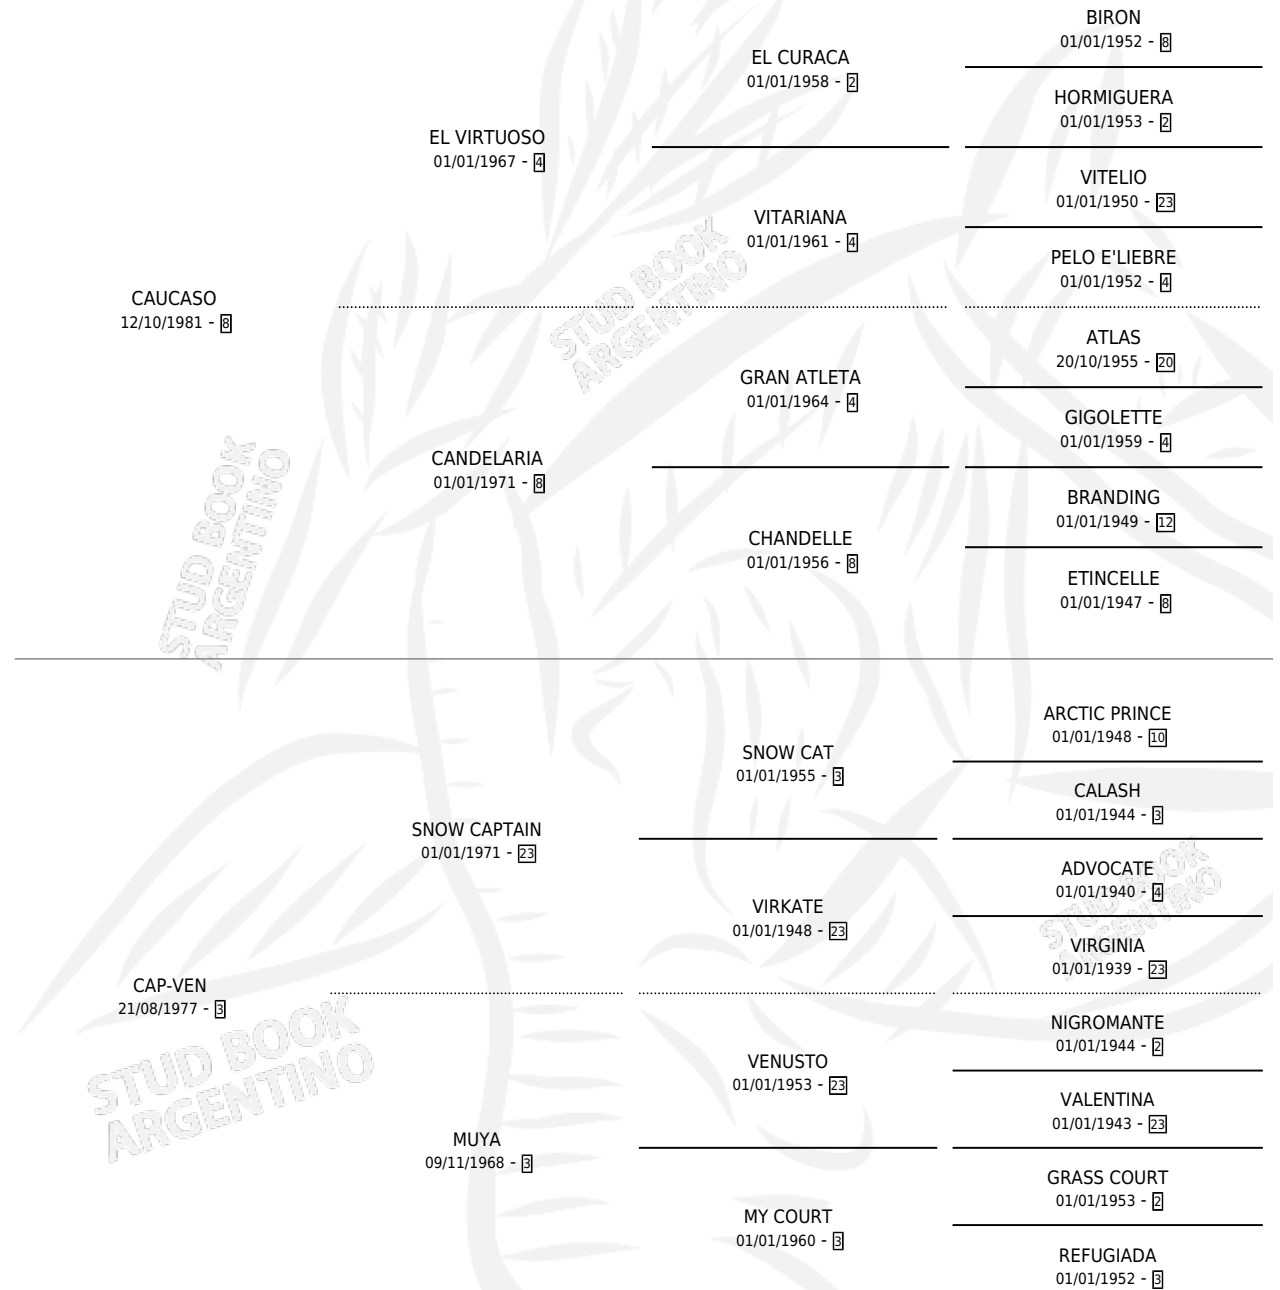 BIRON
01/01/1952 - 8
EL CURACA
01/01/1958 - 2
HORMIGUERA
01/01/1953 - 2
EL VIRTUOSO
01/01/1967 - 4
VITELIO
01/01/1950 - 23
VITARIANA
01/01/1961 - 4
PELO E'LIEBRE
01/01/1952 - 4
CAUCASO
12/10/1981 - 8
ATLAS
20/10/1955 - 20
GRAN ATLETA
01/01/1964 - 4
GIGOLETTE
01/01/1959 - 4
CANDELARIA
01/01/1971 - 8
BRANDING
01/01/1949 - 12
CHANDELLE
01/01/1956 - 8
ETINCELLE
01/01/1947 - 8
STUD BOOK
ARGENTINO
STUD BOOK
ARGENTINO
ARCTIC PRINCE
01/01/1948 - 10
SNOW CAT
01/01/1955 - 3
CALASH
01/01/1944 - 3
SNOW CAPTAIN
01/01/1971 - 23
ADVOCATE
01/01/1940 - 4
VIRKATE
01/01/1948 - 23
VIRGINIA
01/01/1939 - 23
CAP-VEN
21/08/1977 - 3
NIGROMANTE
01/01/1944 - 2
VENUSTO
01/01/1953 - 23
VALENTINA
01/01/1943 - 23
MUYA
09/11/1968 - 3
GRASS COURT
01/01/1953 - 2
MY COURT
01/01/1960 - 3
REFUGIADA
01/01/1952 - 3
STUD BOOK
ARGENTINO
STUD BOOK
ARGENTINO